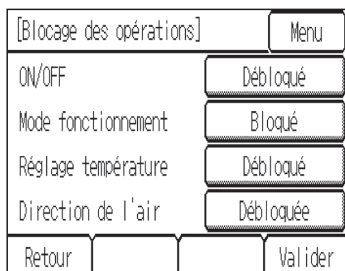 [Blocage des opérations] Menu
ON/OFF Débloqué
Mode fonctionnement Bloqué
Réglage température Débloqué
Direction de l'air Débloquée
Retour Valider